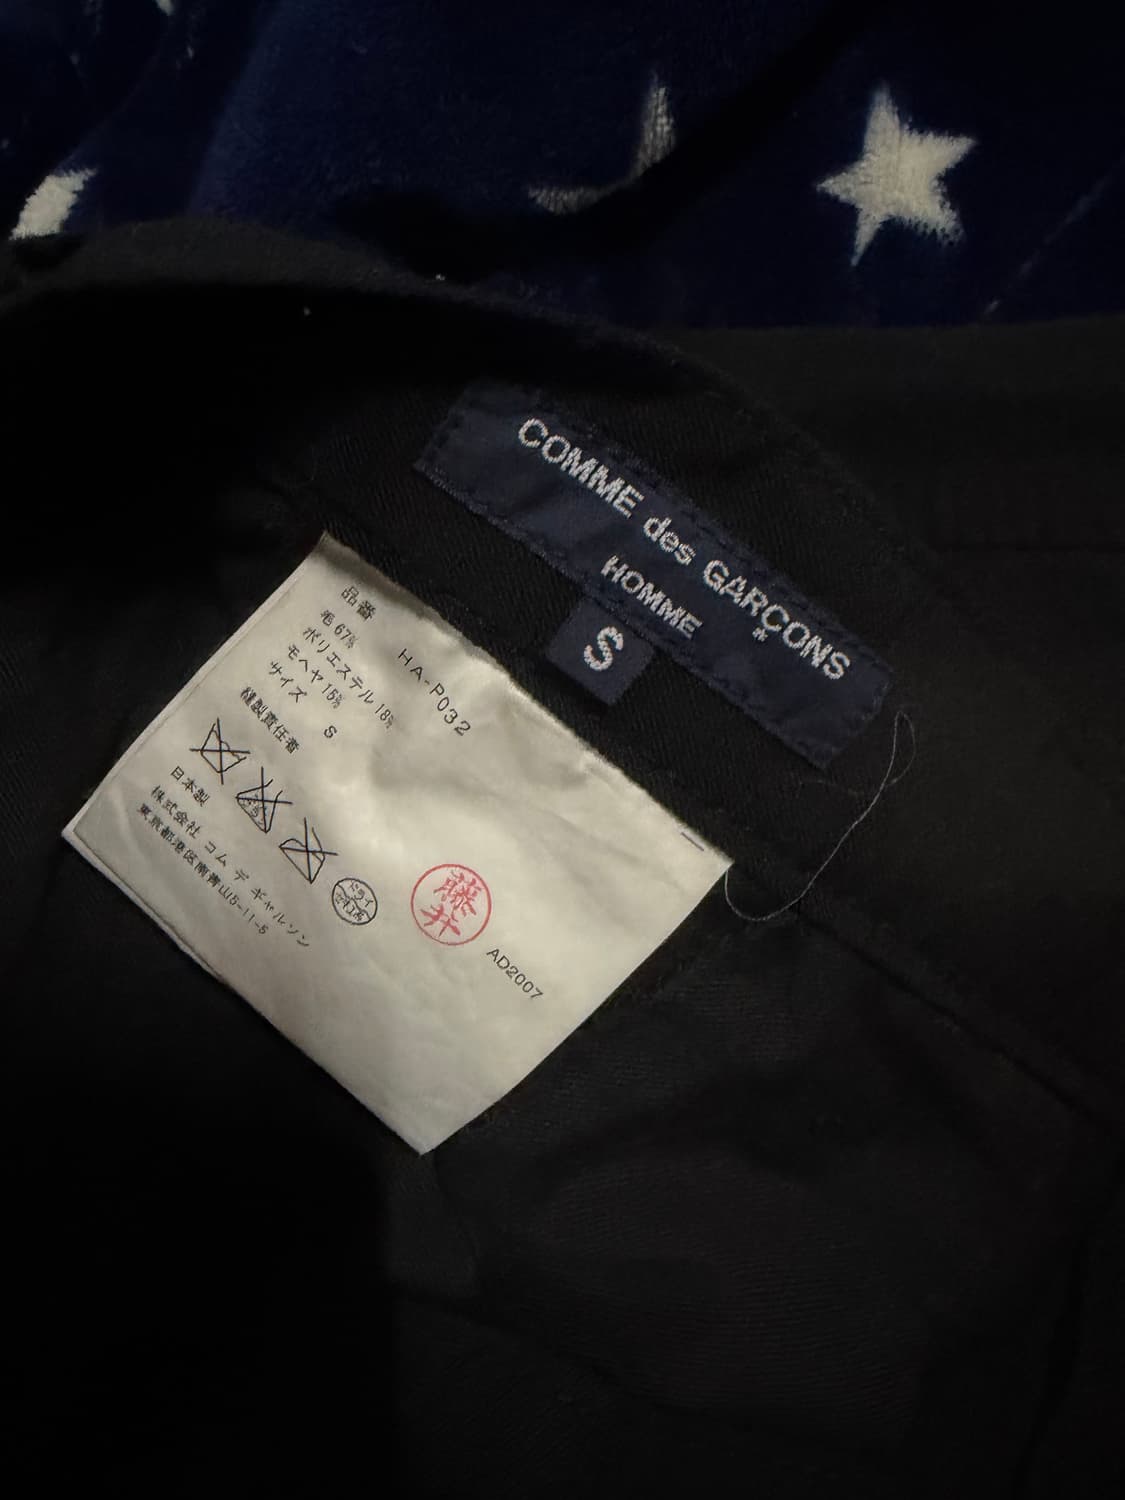 COMME des GARÇONS
HOMME
S
品番 HA-P032
毛 67%
ポリエステル 18%
モヘヤ 15%
サイズ S
縫製責任者
藤井
日本製 AD2007
株式会社 コム デ ギャルソン
東京都港区南青山5-11-5
ドライ